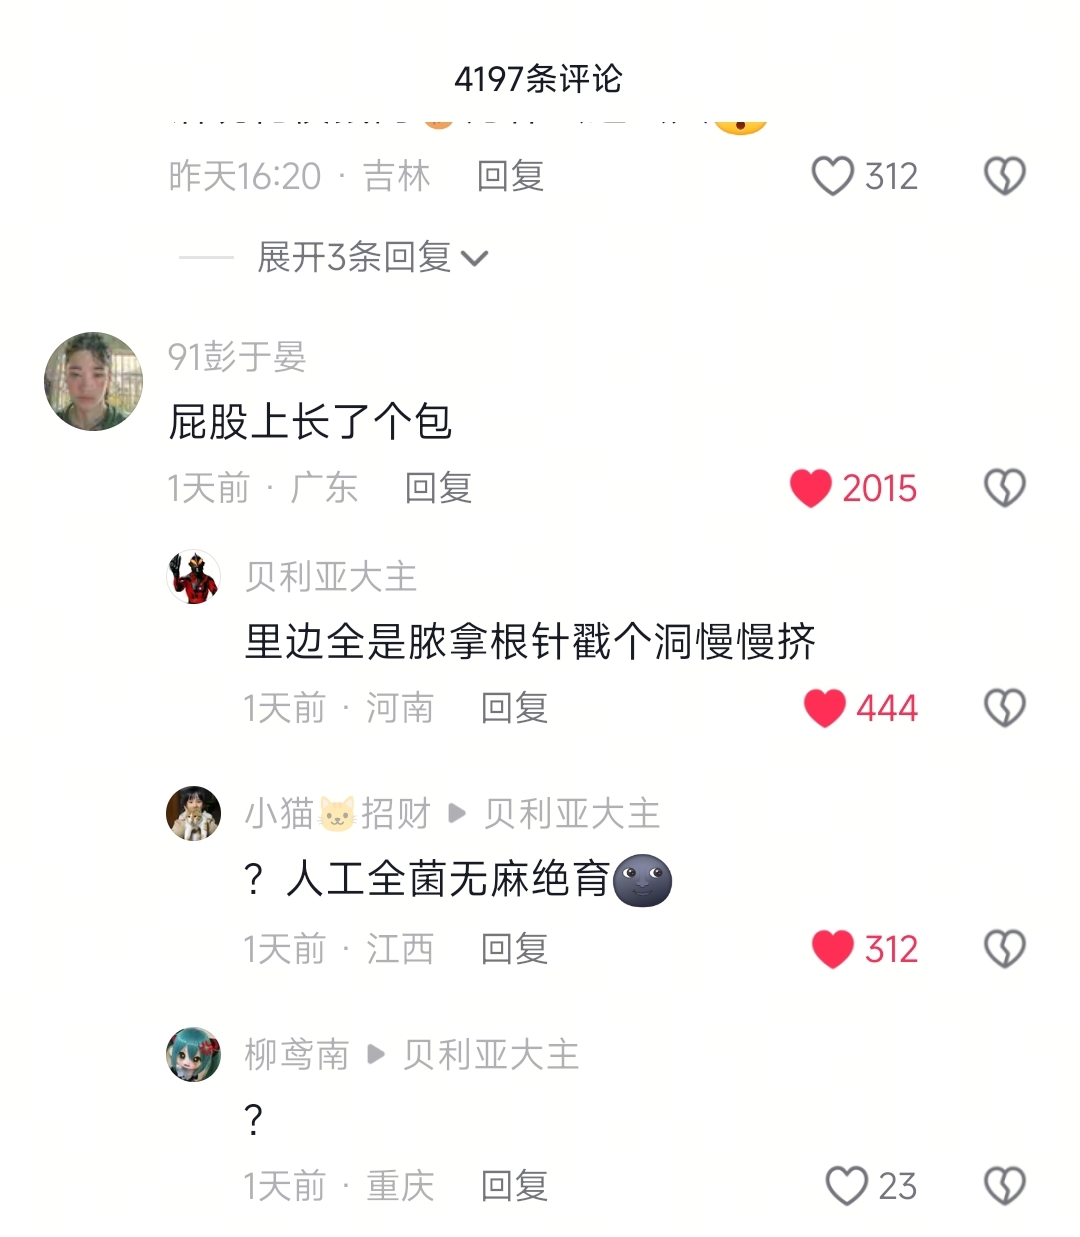 4197条评论
昨天16:20 · 吉林 回复 312
展开3条回复
91彭于晏
屁股上长了个包
1天前 · 广东 回复 2015
贝利亚大主
里边全是脓拿根针戳个洞慢慢挤
1天前 · 河南 回复 444
小猫🐱招财 ▶ 贝利亚大主
？人工全菌无麻绝育🌚
1天前 · 江西 回复 312
柳鸢南 ▶ 贝利亚大主
？
1天前 · 重庆 回复 23